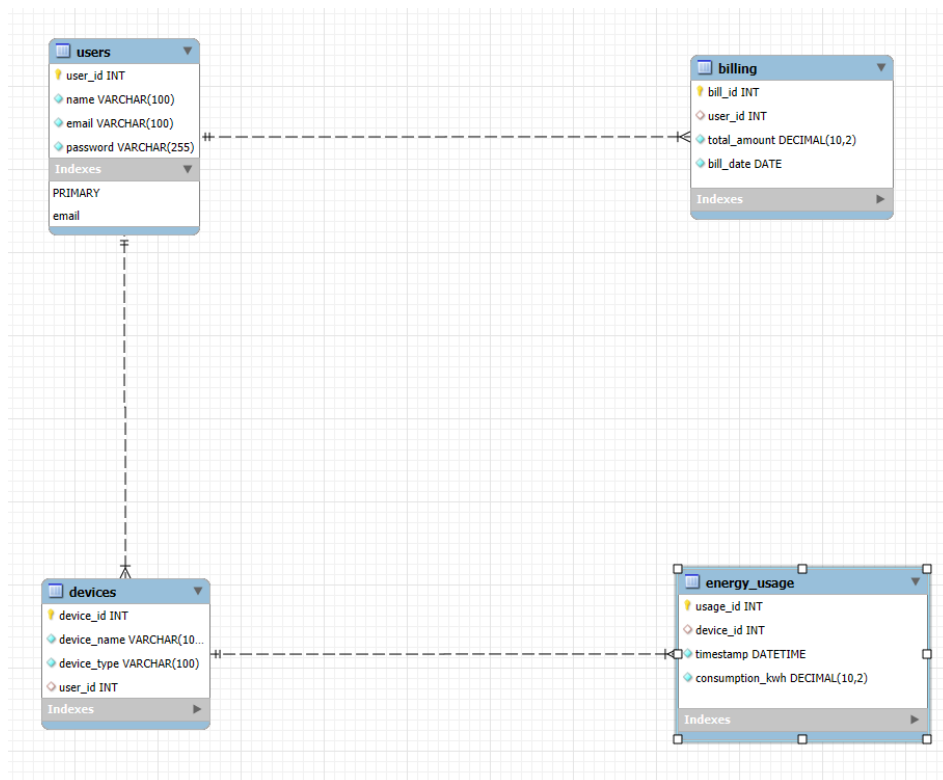 users
user_id INT
name VARCHAR(100)
email VARCHAR(100)
password VARCHAR(255)
Indexes
PRIMARY
email
billing
bill_id INT
user_id INT
total_amount DECIMAL(10,2)
bill_date DATE
Indexes
devices
device_id INT
device_name VARCHAR(10...
device_type VARCHAR(100)
user_id INT
Indexes
energy_usage
usage_id INT
device_id INT
timestamp DATETIME
consumption_kwh DECIMAL(10,2)
Indexes